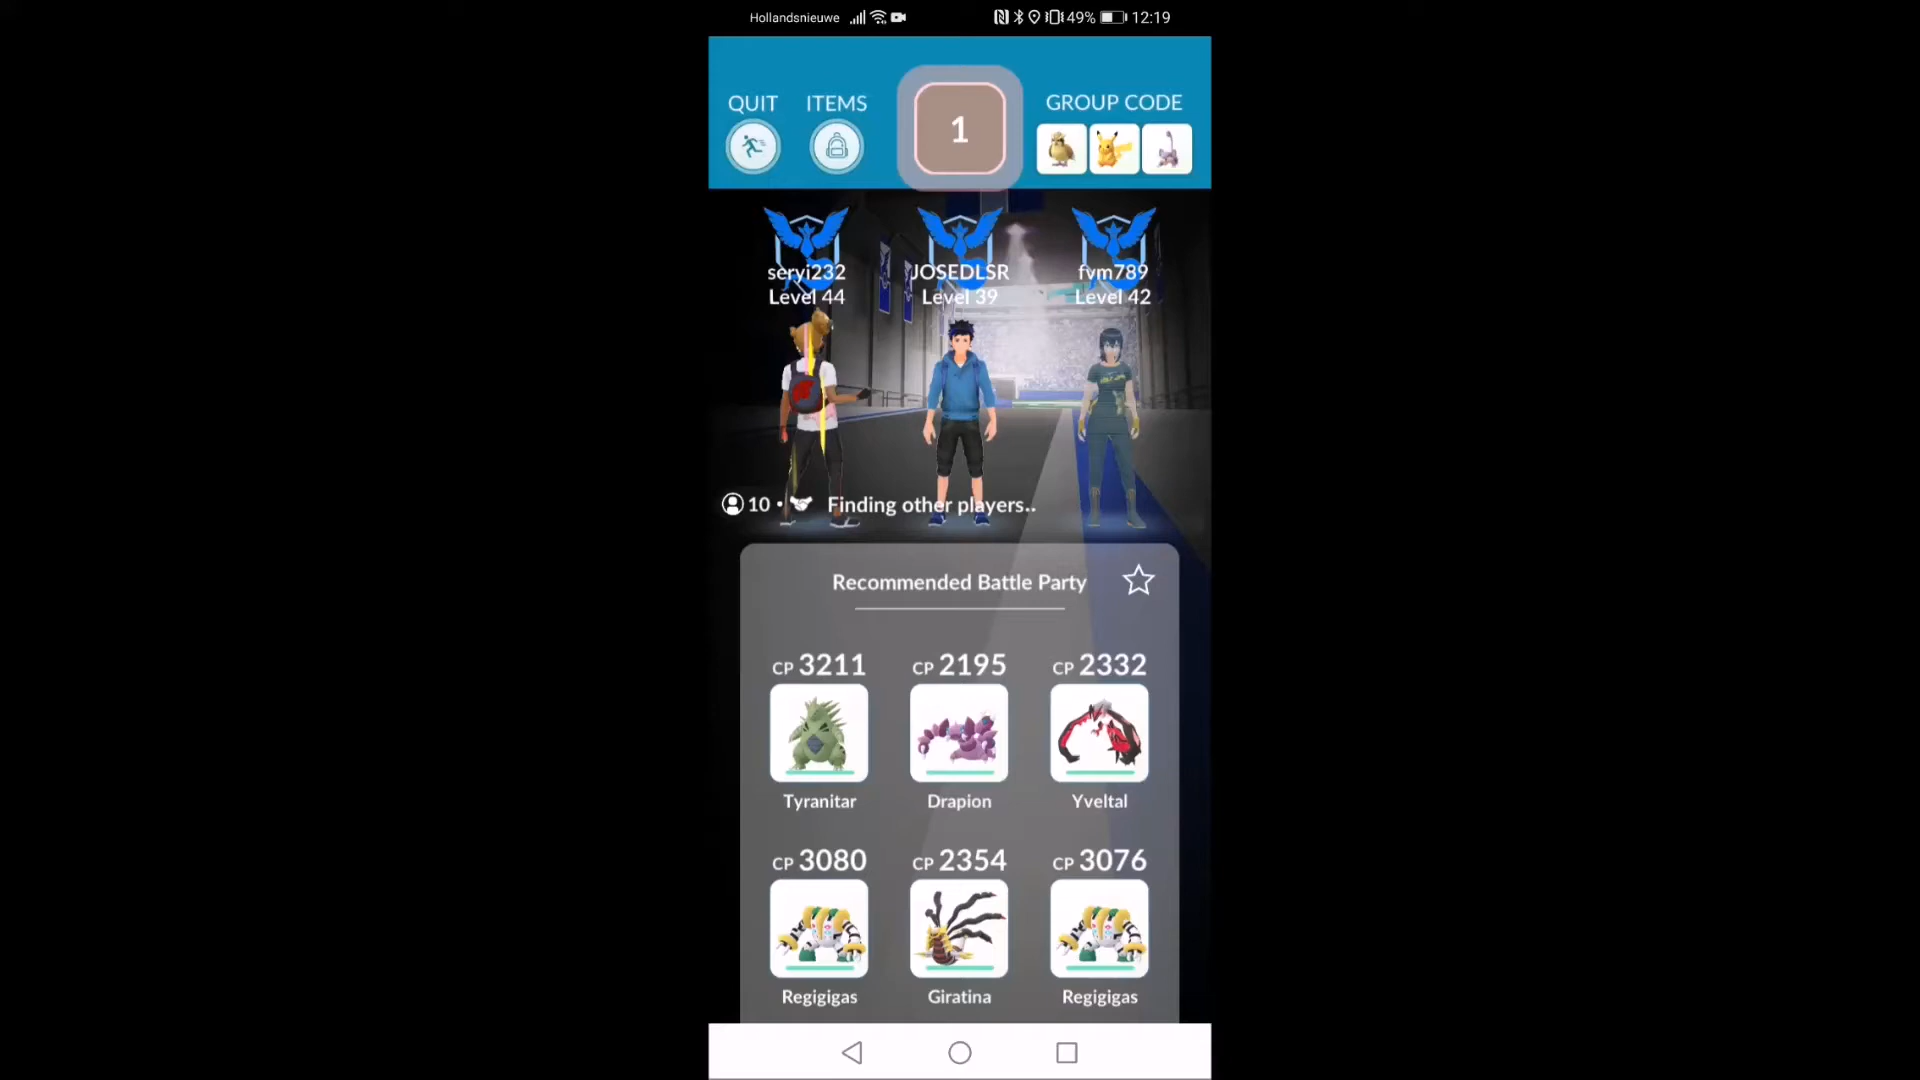 Hollandsnieuwe 49% 12:19
QUIT ITEMS 1 GROUP CODE
servi232 JOSEDLSR fvm789
Level 44 Level 39 Level 42
10 • Finding other players..
Recommended Battle Party
CP 3211 CP 2195 CP 2332
Tyranitar Drapion Yveltal
CP 3080 CP 2354 CP 3076
Regigigas Giratina Regigigas